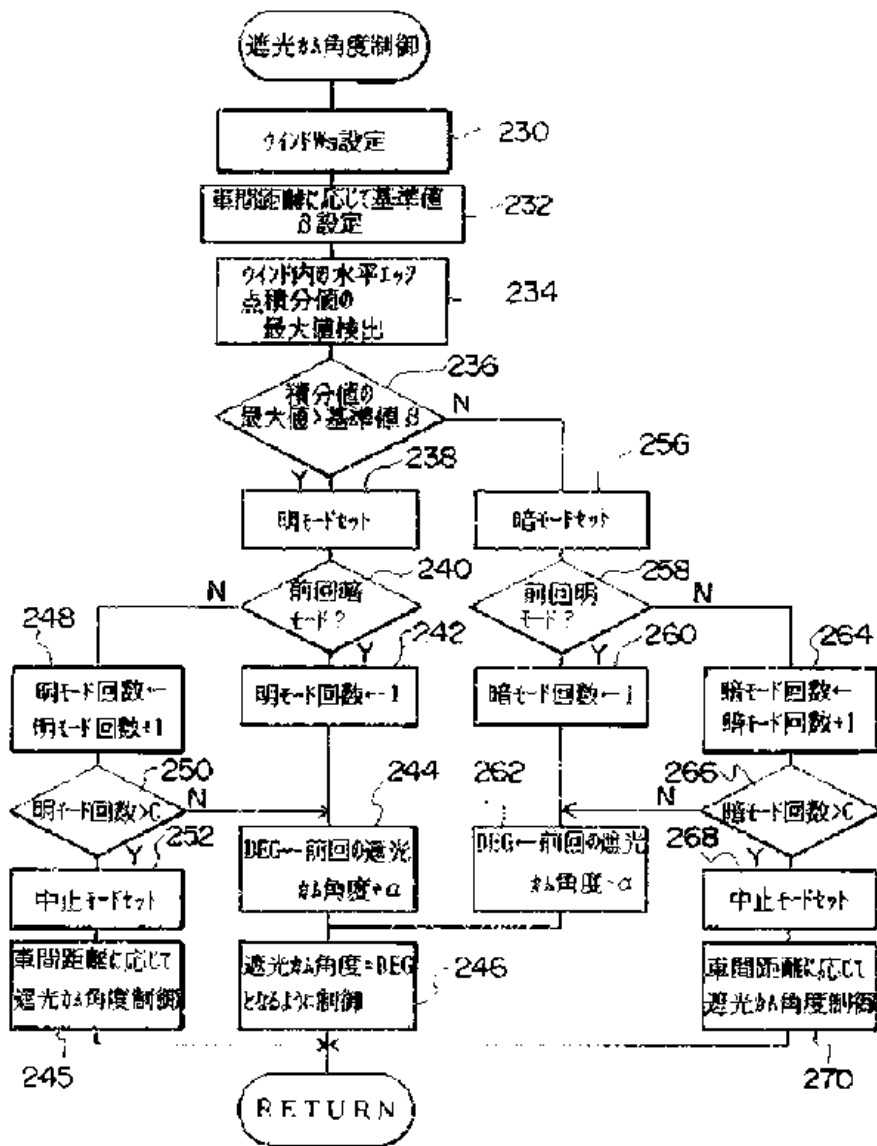 遮光カム角度制御
ウインドWa設定
230
車間距離に応じて基準値
β設定
232
ウインド内の水平エッジ
点積分値の
最大値検出
234
236
積分値の
最大値>基準値β
N
Y
238
256
明モードセット
暗モードセット
240
258
前回暗
モード?
前回明
モード?
N
N
248
Y
242
Y
260
264
明モード回数←
明モード回数+1
明モード回数←1
暗モード回数←1
暗モード回数←
暗モード回数+1
250
244
262
266
明モード回数>C
N
N
暗モード回数>C
Y
252
268
Y
DEG←前回の遮光
カム角度+α
DEG←前回の遮光
カム角度-α
中止モードセット
中止モードセット
車間距離に応じて
遮光カム角度制御
遮光カム角度=DEG
となるように制御
246
車間距離に応じて
遮光カム角度制御
245
270
RETURN